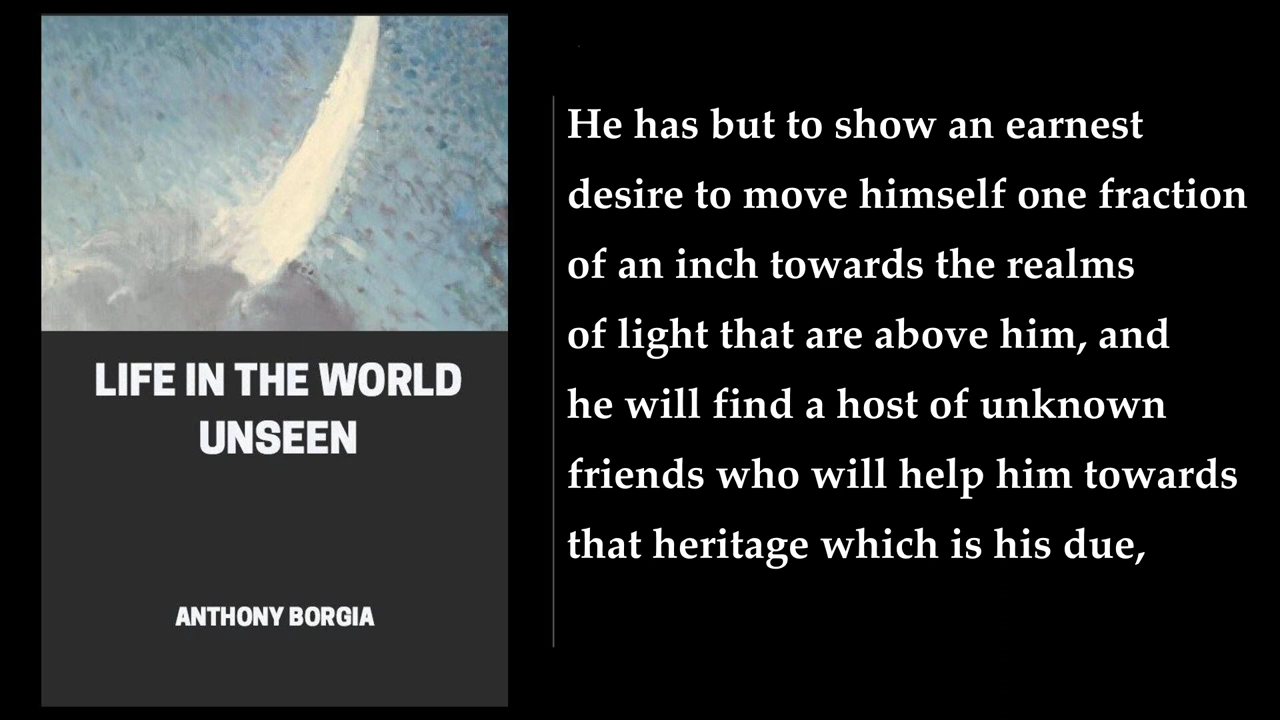 LIFE IN THE WORLD
UNSEEN
ANTHONY BORGIA
He has but to show an earnest
desire to move himself one fraction
of an inch towards the realms
of light that are above him, and
he will find a host of unknown
friends who will help him towards
that heritage which is his due,